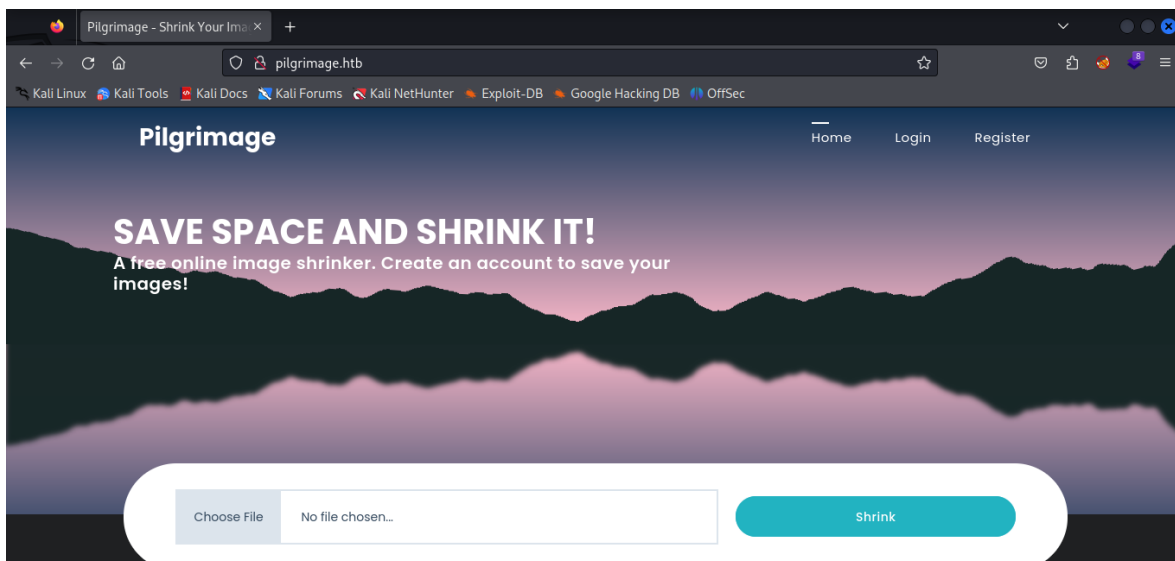 Pilgrimage - Shrink Your Ima
pilgrimage.htb
8
Kali Linux Kali Tools Kali Docs Kali Forums Kali NetHunter Exploit-DB Google Hacking DB OffSec
Pilgrimage Home Login Register
SAVE SPACE AND SHRINK IT!
A free online image shrinker. Create an account to save your
images!
Choose File No file chosen... Shrink